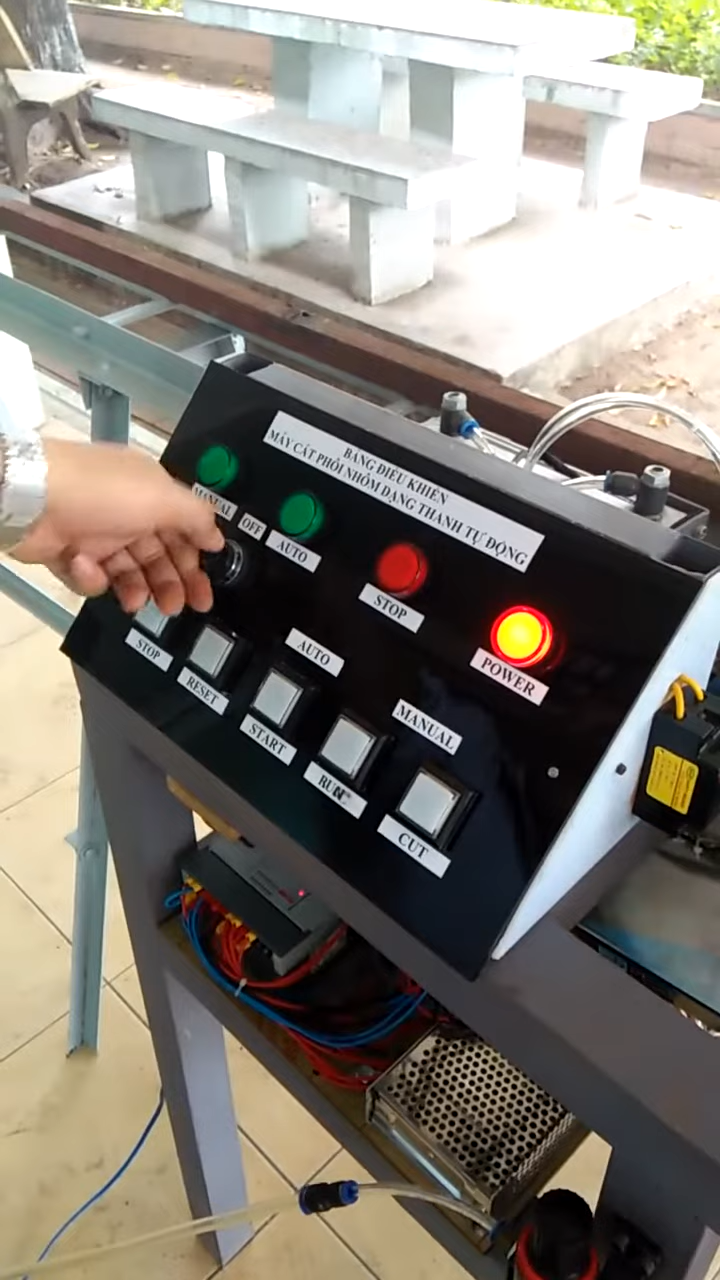 BẢNG ĐIỀU KHIỂN
MÁY CẮT PHÔI NHÔM DẠNG THANH TỰ ĐỘNG
MANUAL
OFF
AUTO
STOP
POWER
STOP
RESET
AUTO
START
MANUAL
CUT